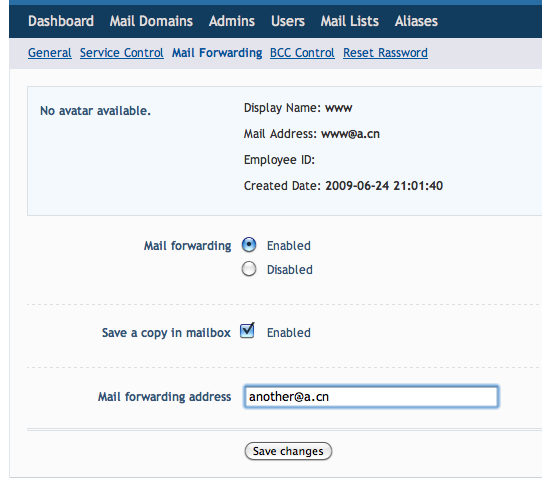 Dashboard Mail Domains Admins Users Mail Lists Aliases
General Service Control Mail Forwarding BCC Control Reset Rassword
No avatar available.
Display Name: www
Mail Address: www@a.cn
Employee ID:
Created Date: 2009-06-24 21:01:40
Mail forwarding Enabled
Disabled
Save a copy in mailbox Enabled
Mail forwarding address another@a.cn
Save changes